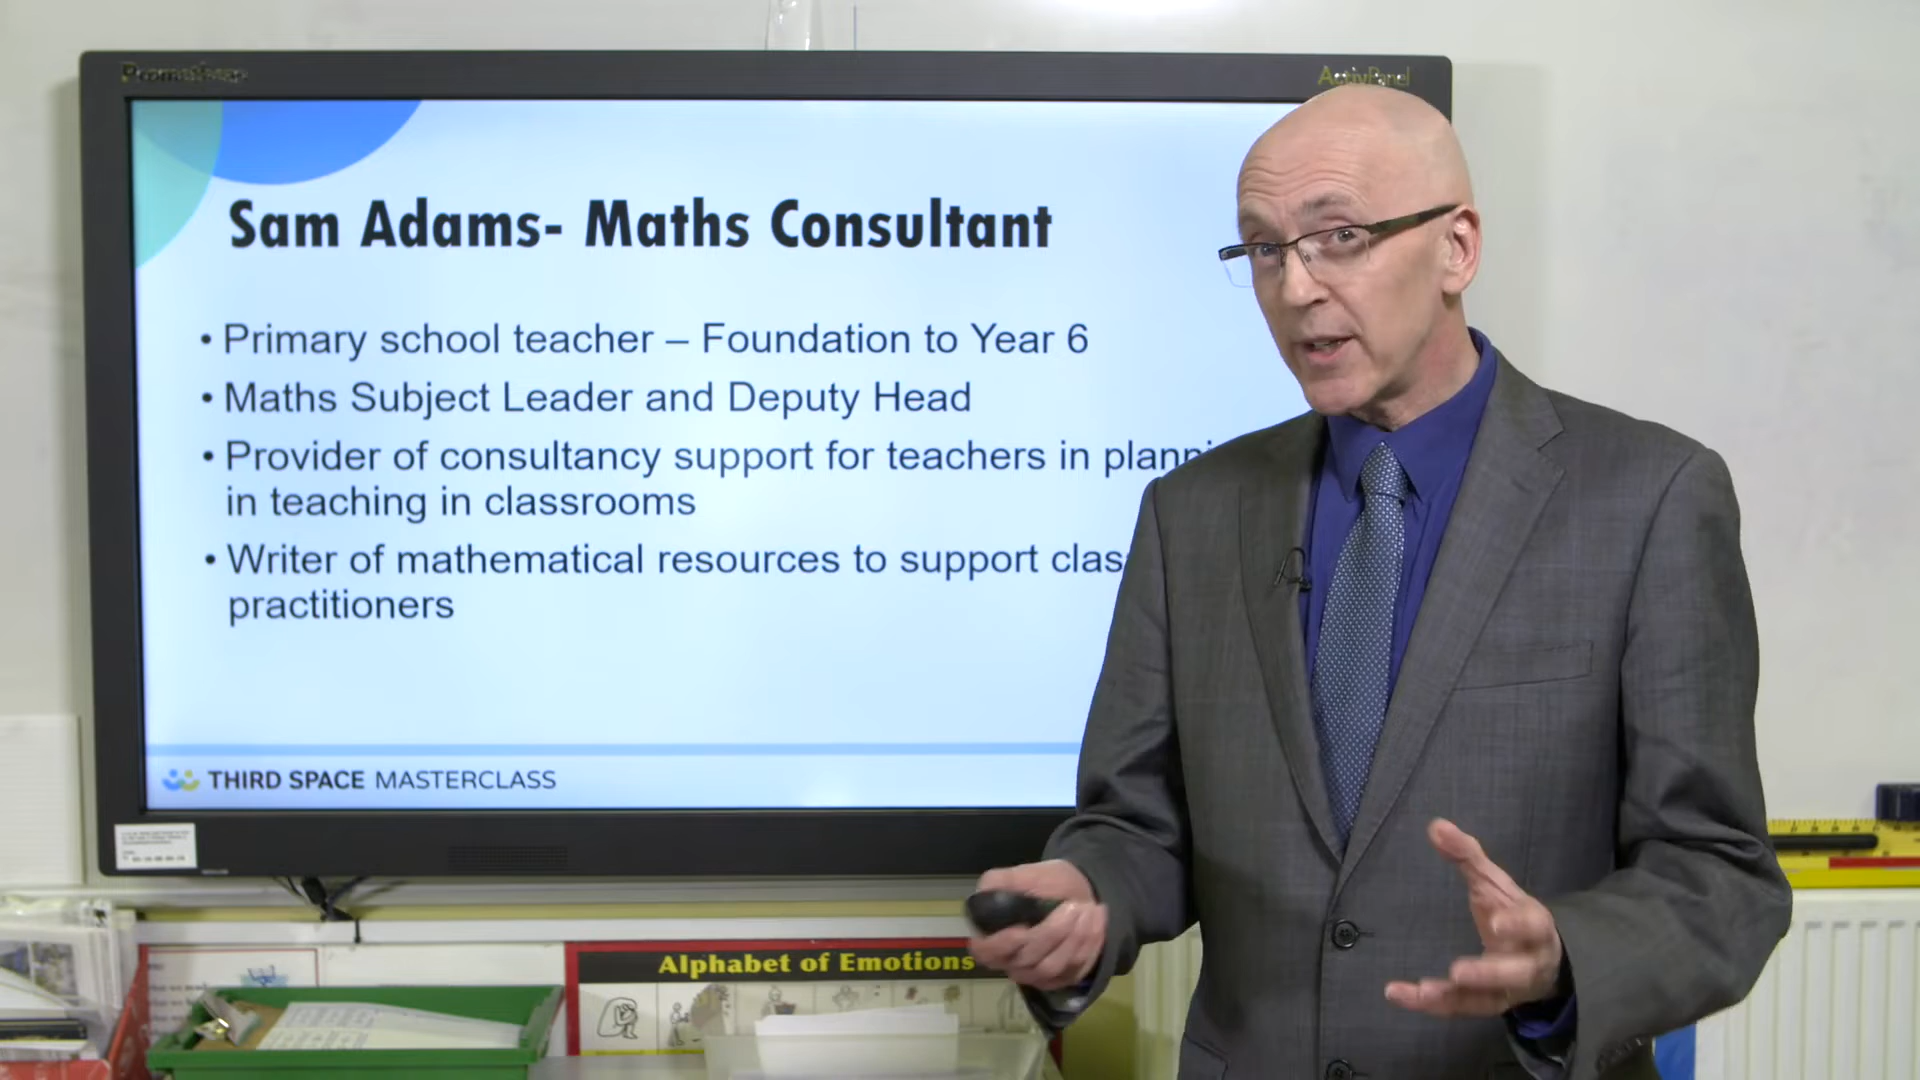 Promethean
ActivPanel
Sam Adams- Maths Consultant
• Primary school teacher – Foundation to Year 6
• Maths Subject Leader and Deputy Head
• Provider of consultancy support for teachers in
in teaching in classrooms
• Writer of mathematical resources to support
practitioners
THIRD SPACE MASTERCLASS
Alphabet of Emotions